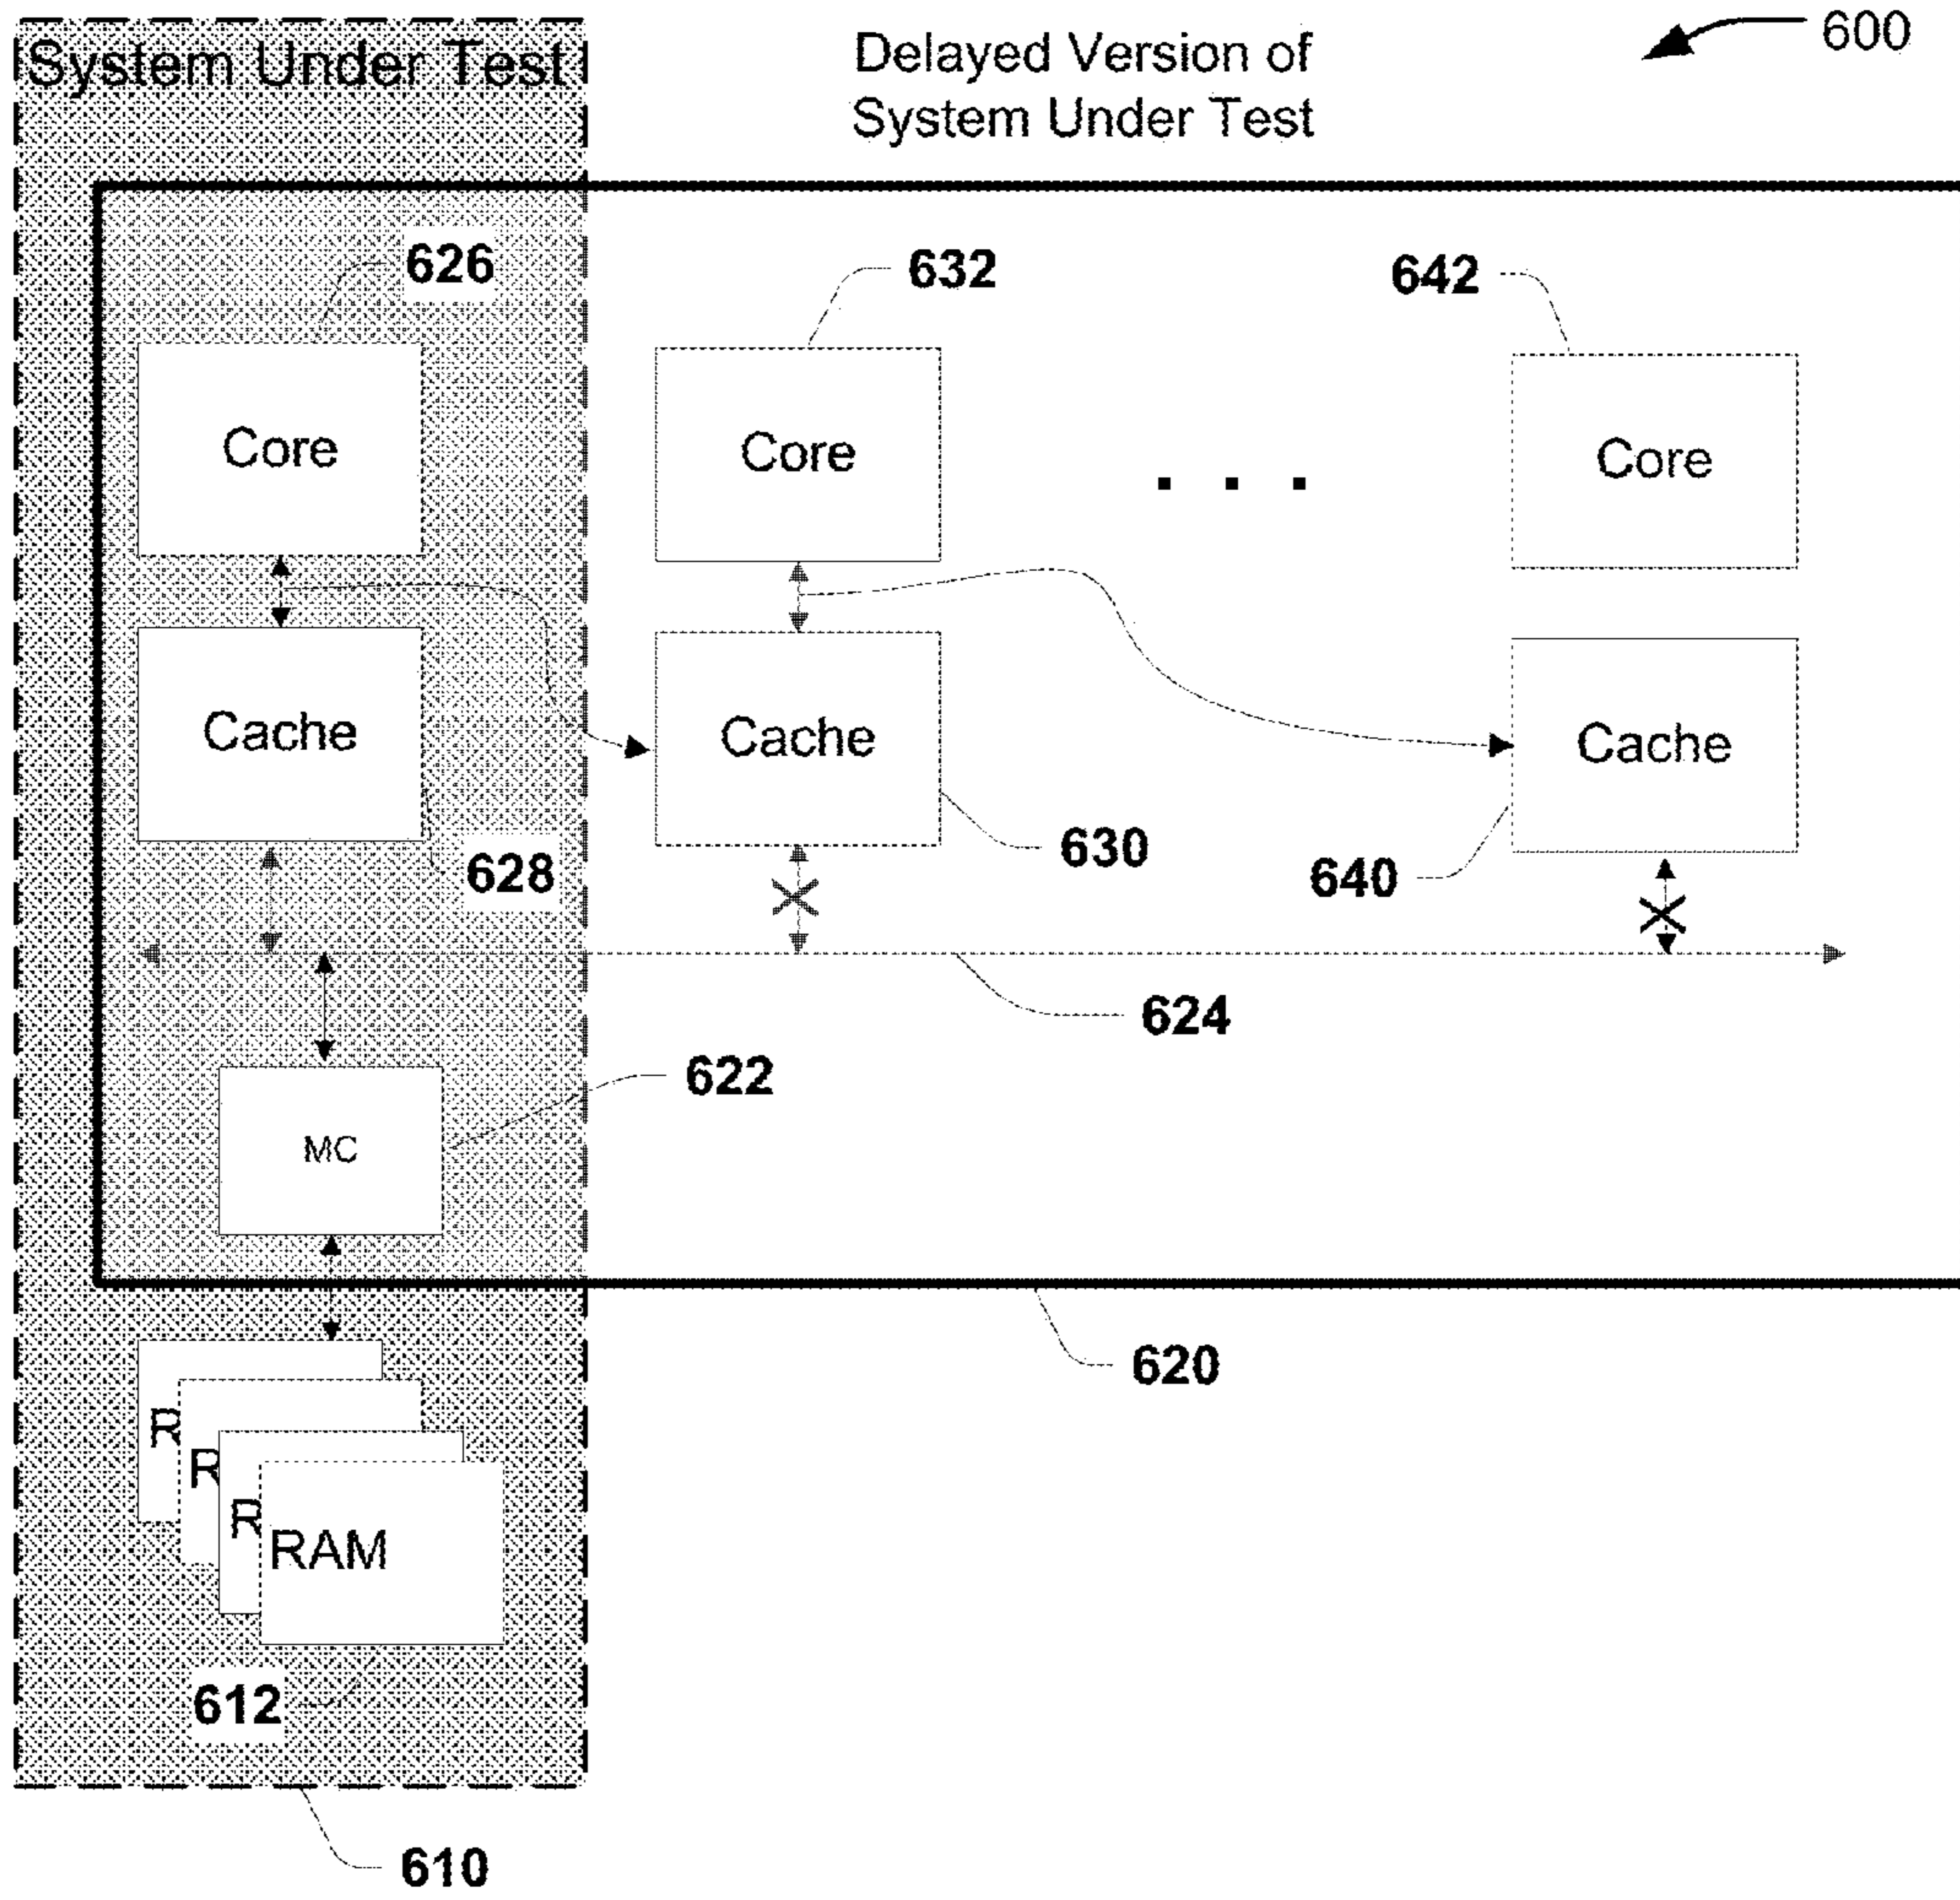 System Under Test
Delayed Version of
System Under Test
600
626
632
642
Core
Core
. . .
Core
Cache
Cache
Cache
628
630
640
624
622
MC
620
R
R
R
RAM
612
610